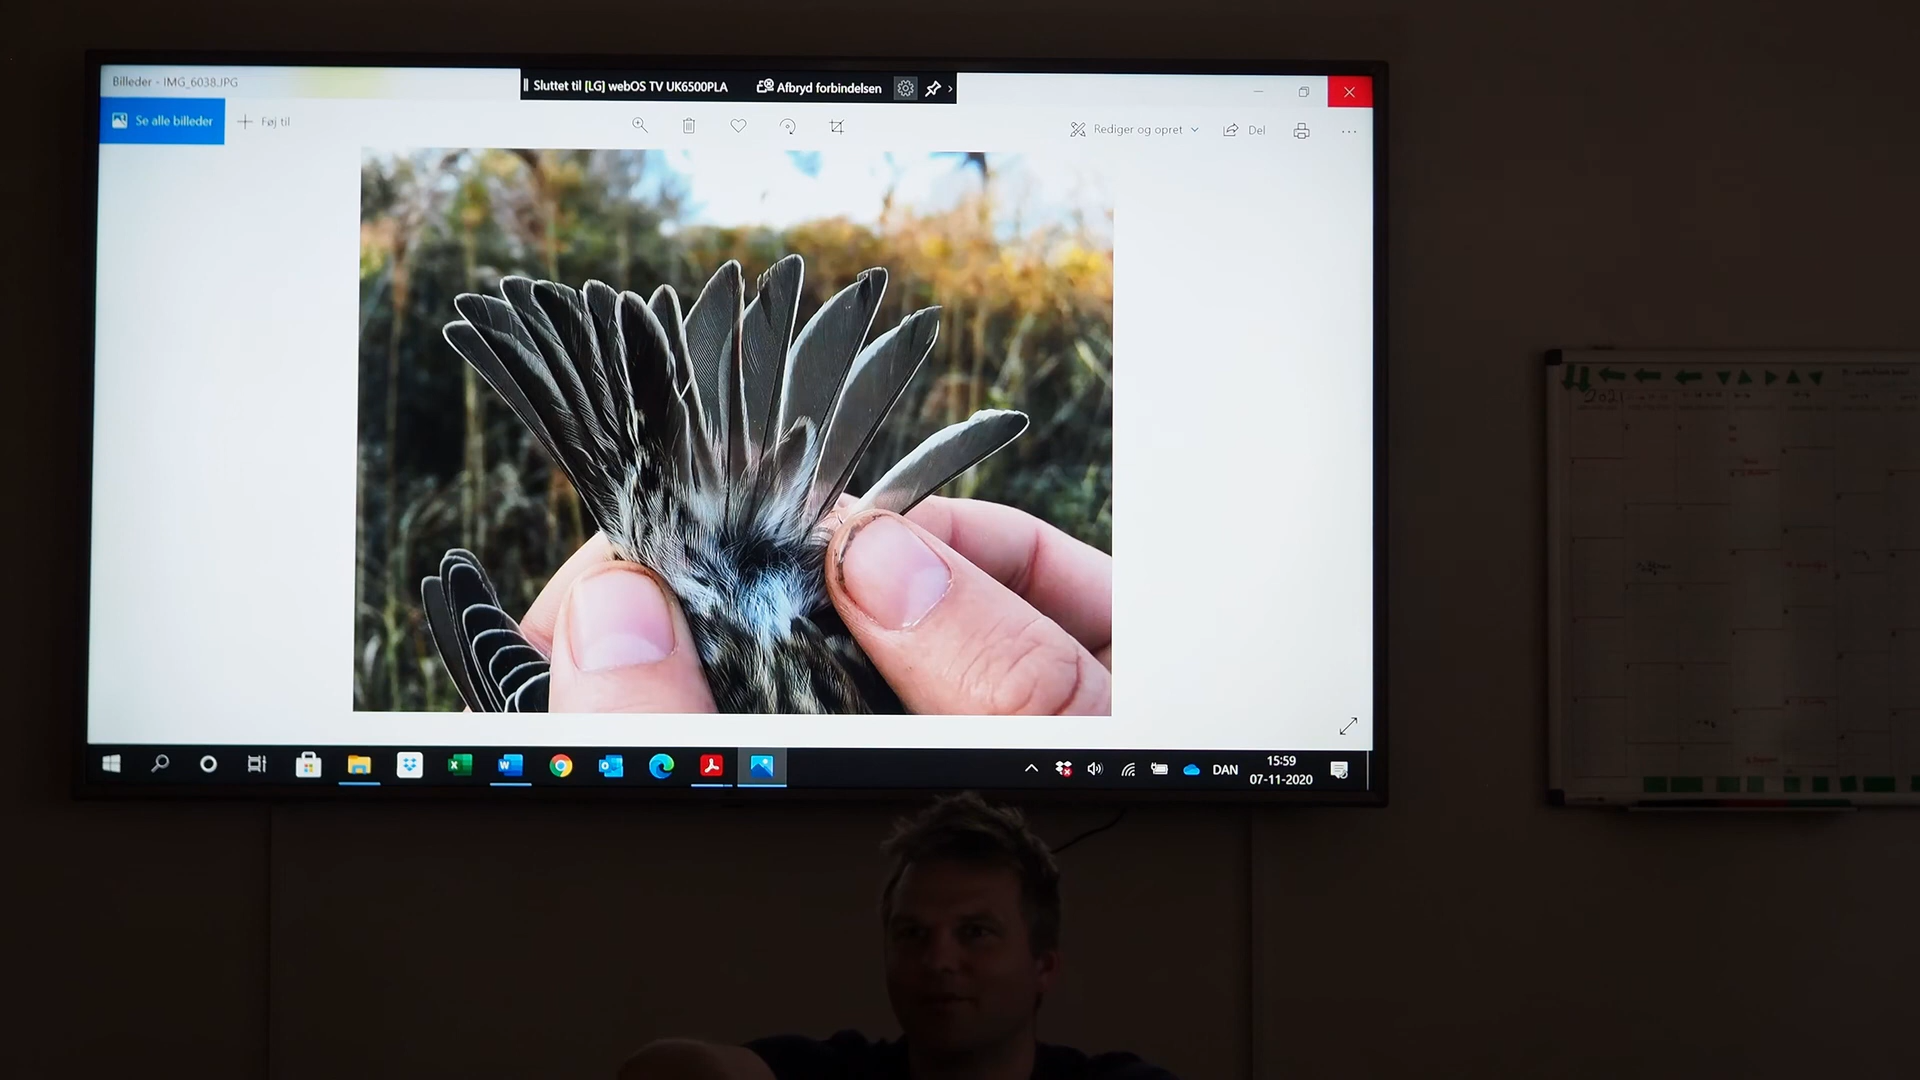 Billeder - IMG_6038.JPG
Sluttet til [LG] webOS TV UK6500PLA
Afbryd forbindelsen
Se alle billeder
Føj til
Rediger og opret
Del
DAN
15:59
07-11-2020
2021